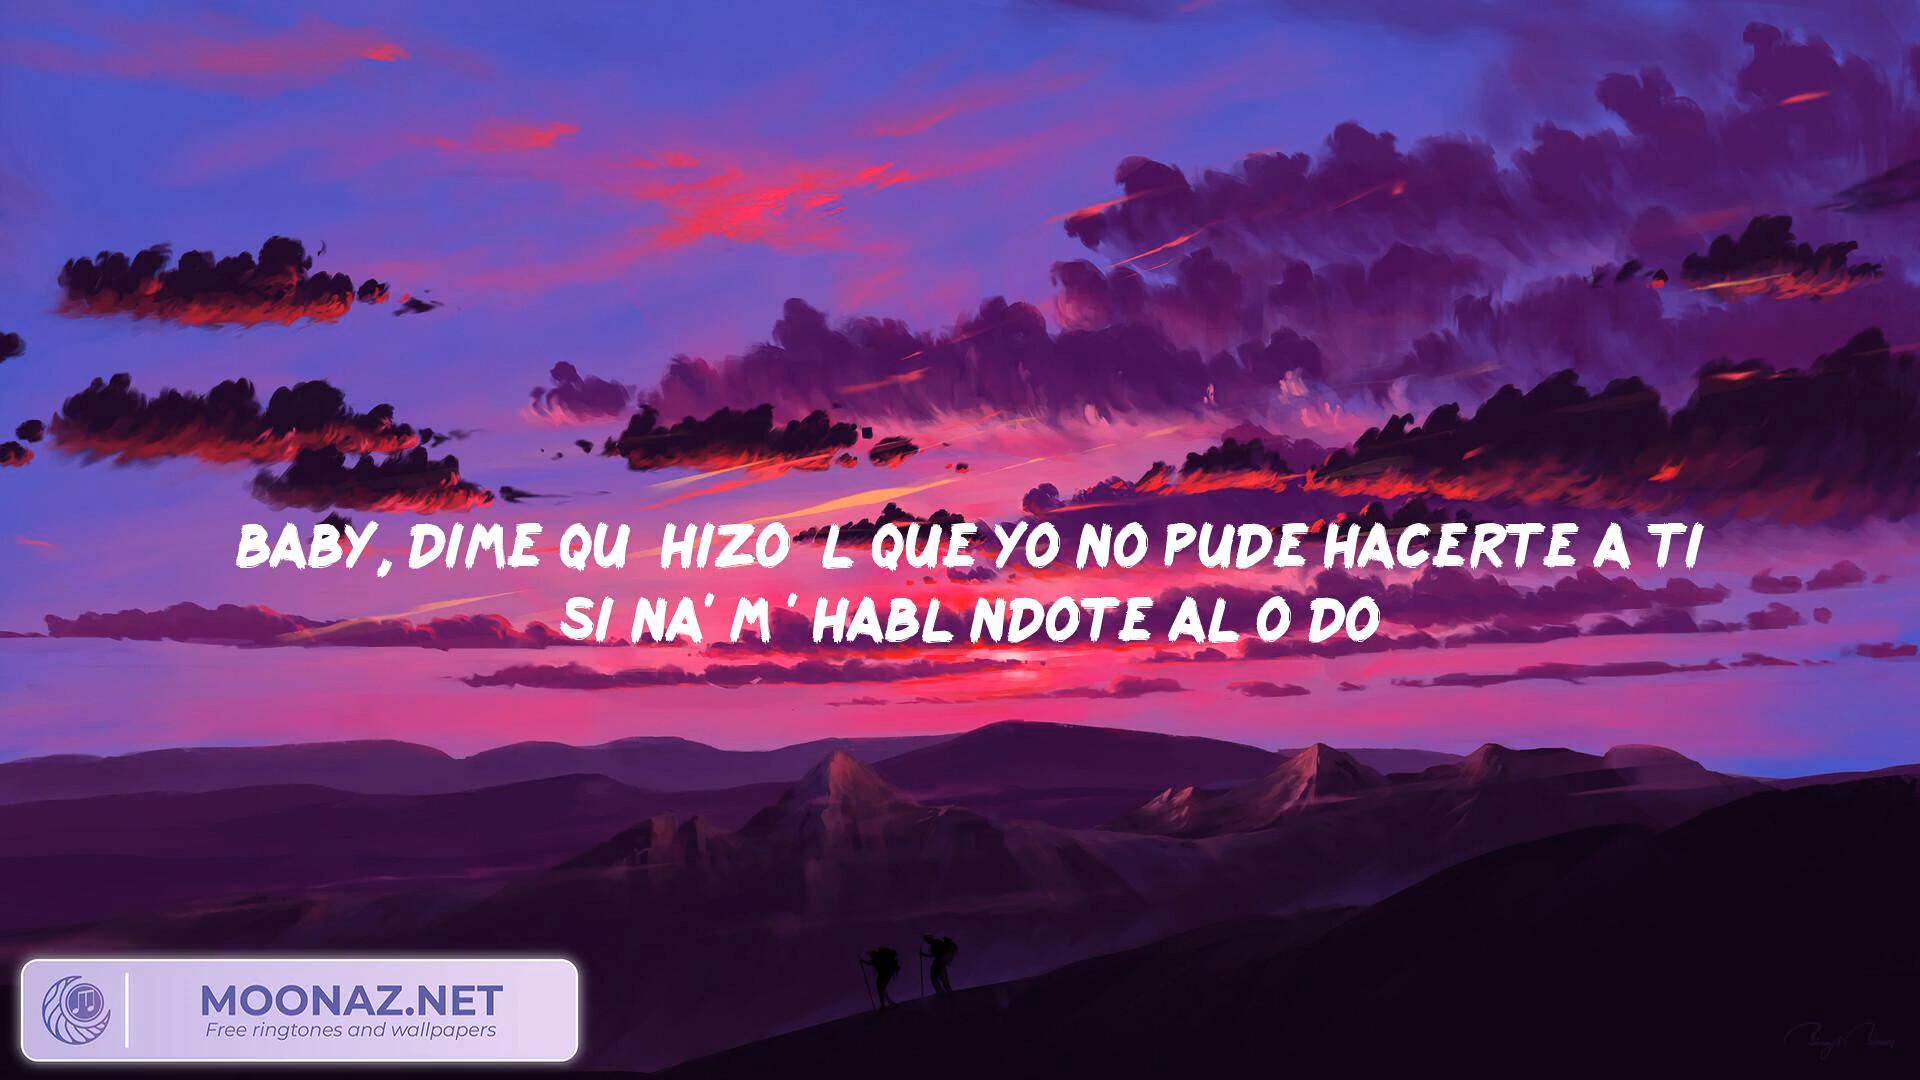 BABY, DIME QU HIZO L QUE YO NO PUDE HACERTE A TI
SI NA' M ' HABL NDOTE AL O DO
MOONAZ.NET
Free ringtones and wallpapers